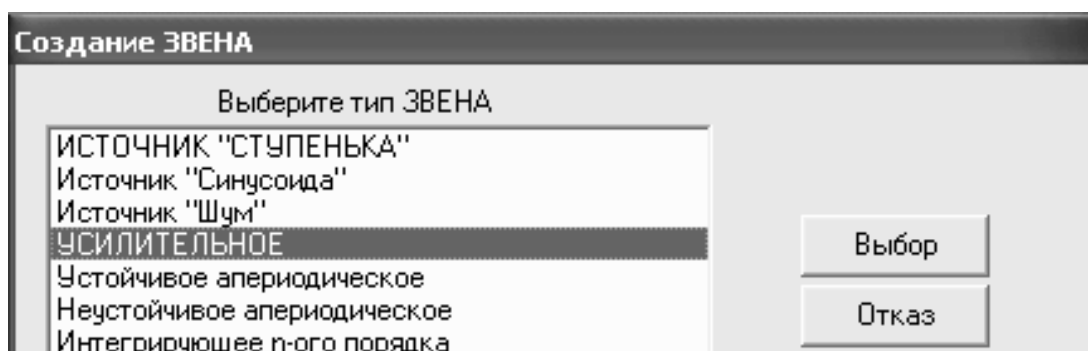 Создание ЗВЕНА
Выберите тип ЗВЕНА
ИСТОЧНИК "СТУПЕНЬКА"
Источник "Синусоида"
Источник "Шум"
УСИЛИТЕЛЬНОЕ
Выбор
Устойчивое апериодическое
Неустойчивое апериодическое
Отказ
Интегрирующее n-ого порядка